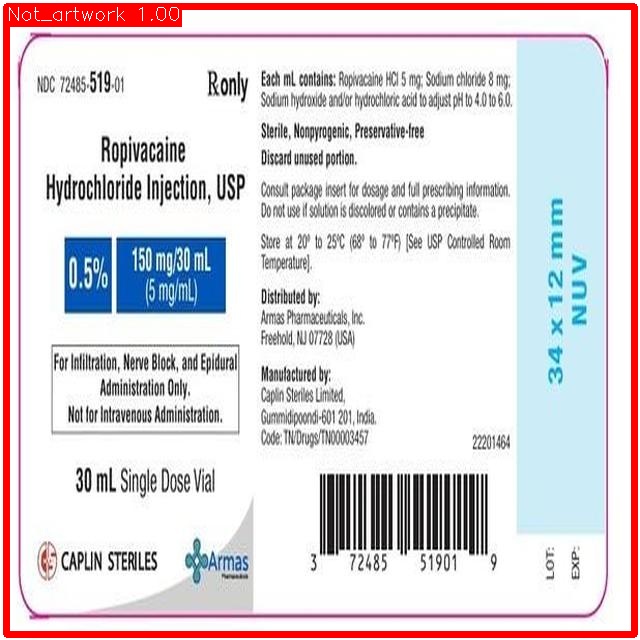 Not_artwork 1.00
NDC 72485-519-01
Rx only
Ropivacaine
Hydrochloride Injection, USP
0.5%
150 mg/30 mL
(5 mg/mL)
For Infiltration, Nerve Block, and Epidural
Administration Only.
Not for Intravenous Administration.
30 mL Single Dose Vial
CAPLIN STERILES
Armas
Pharmaceuticals
Each mL contains: Ropivacaine HCl 5 mg; Sodium chloride 8 mg;
Sodium hydroxide and/or hydrochloric acid to adjust pH to 4.0 to 6.0.
Sterile, Nonpyrogenic, Preservative-free
Discard unused portion.
Consult package insert for dosage and full prescribing information.
Do not use if solution is discolored or contains a precipitate.
Store at 20º to 25ºC (68º to 77ºF) [See USP Controlled Room
Temperature].
Distributed by:
Armas Pharmaceuticals, Inc.
Freehold, NJ 07728 (USA)
Manufactured by:
Caplin Steriles Limited,
Gummidipoondi-601 201, India.
Code: TN/Drugs/TN00003457
22201464
3 72485 51901 9
34 x 12 mm
NUV
LOT:
EXP: